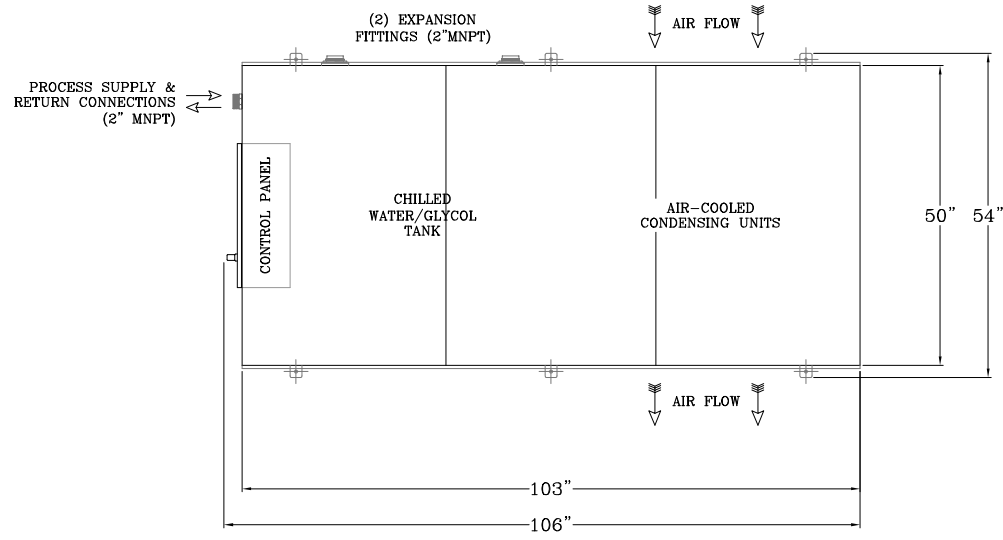 (2) EXPANSION
FITTINGS (2"MNPT)
AIR FLOW
PROCESS SUPPLY &
RETURN CONNECTIONS
(2" MNPT)
CONTROL PANEL
CHILLED
WATER/GLYCOL
TANK
AIR-COOLED
CONDENSING UNITS
50"
54"
AIR FLOW
103"
106"